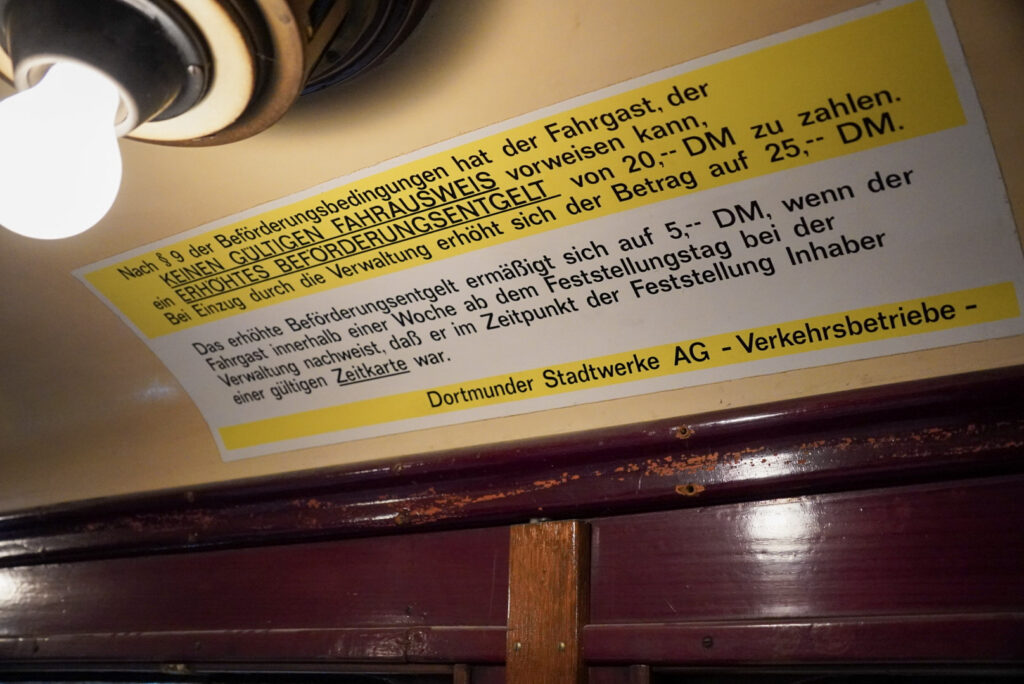 Nach § 9 der Beförderungsbedingungen hat der Fahrgast, der
KEINEN GÜLTIGEN FAHRAUSWEIS vorweisen kann,
ein ERHÖHTES BEFÖRDERUNGSENTGELT von 20,-- DM zu zahlen.
Bei Einzug durch die Verwaltung erhöht sich der Betrag auf 25,-- DM.
Das erhöhte Beförderungsentgelt ermäßigt sich auf 5,-- DM, wenn der
Fahrgast innerhalb einer Woche ab dem Feststellungstag bei der
Verwaltung nachweist, daß er im Zeitpunkt der Feststellung Inhaber
einer gültigen Zeitkarte war.
Dortmunder Stadtwerke AG - Verkehrsbetriebe -